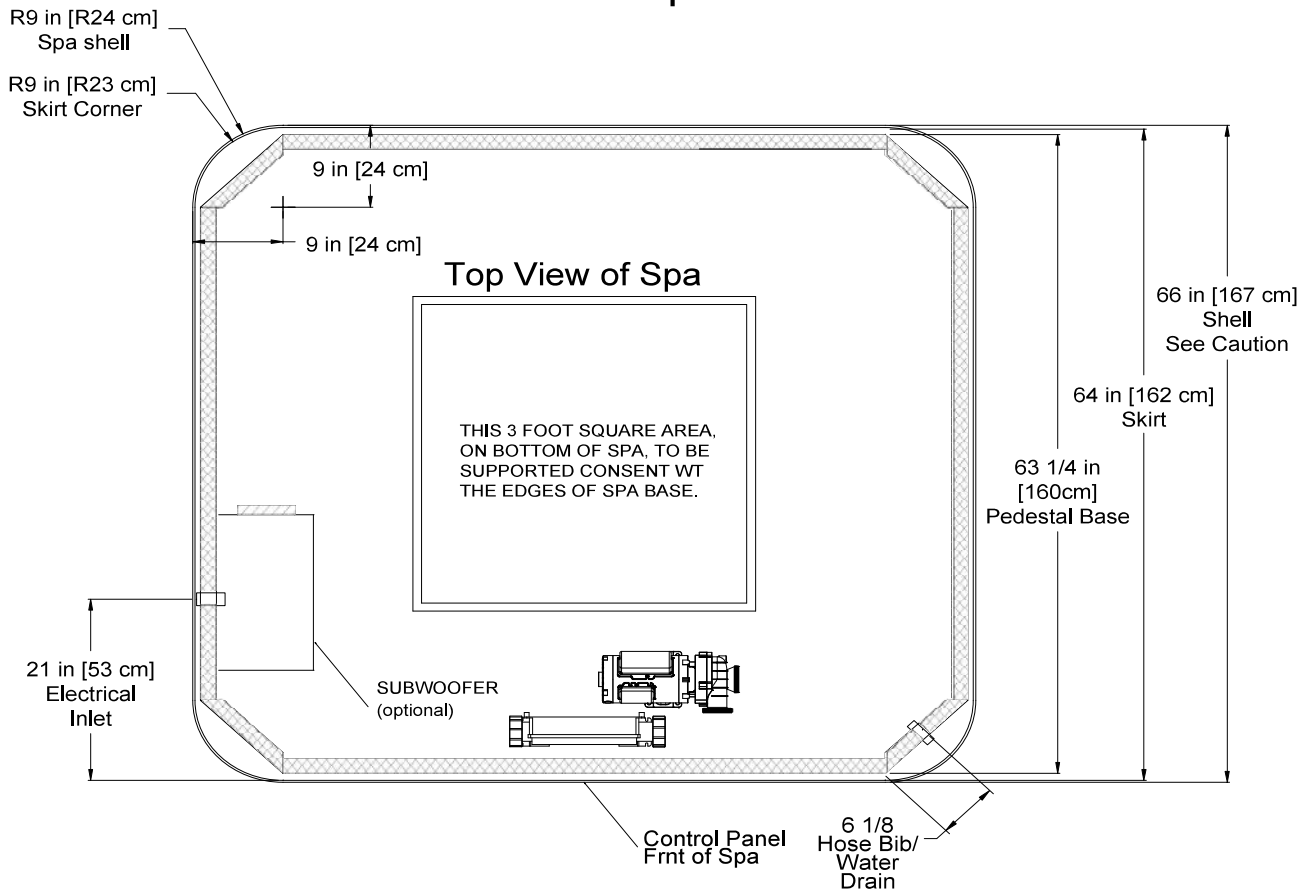 R9 in [R24 cm]
Spa shell
R9 in [R23 cm]
Skirt Corner
9 in [24 cm]
9 in [24 cm]
Top View of Spa
66 in [167 cm]
Shell
See Caution
64 in [162 cm]
Skirt
THIS 3 FOOT SQUARE AREA,
ON BOTTOM OF SPA, TO BE
SUPPORTED CONSENT WT
THE EDGES OF SPA BASE.
63 1/4 in
[160cm]
Pedestal Base
21 in [53 cm]
Electrical
Inlet
SUBWOOFER
(optional)
Control Panel
Frnt of Spa
6 1/8
Hose Bib/
Water
Drain